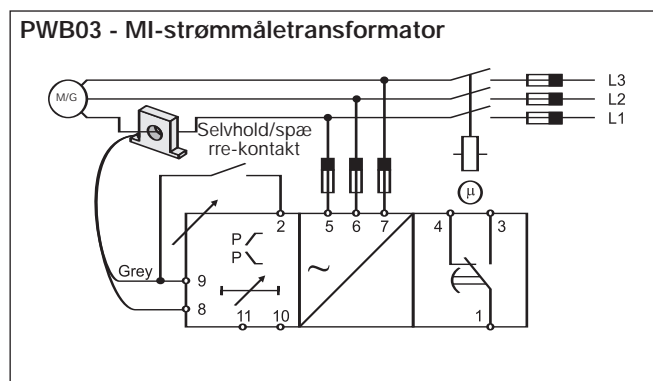 PWB03 - MI-strømmåletransformator
L3
M/G
L2
L1
Selvhold/spæ
rre-kontakt
µ
2
5
6
7
4
3
P
P
~
Grey
9
8
11
10
1